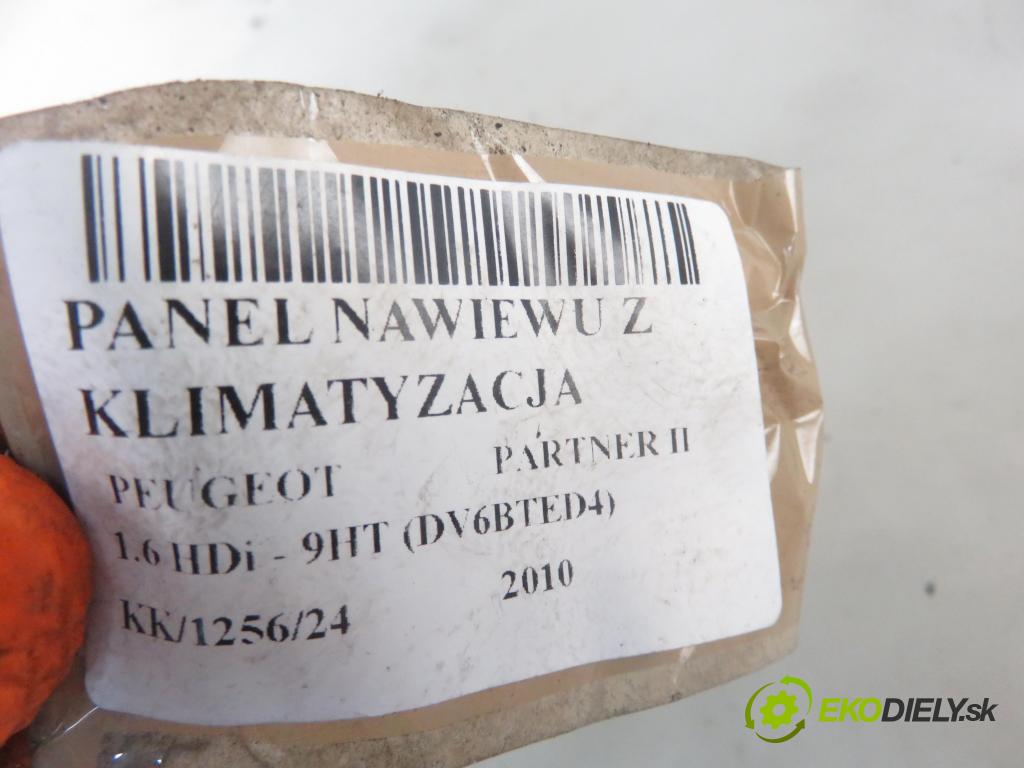 PANEL NAWIEWU Z
KLIMATYZACJA
PEUGEOT PARTNER II
1.6 HDi - 9HT (DV6BTED4)
KK/1256/24 2010
EKODIELY.sk